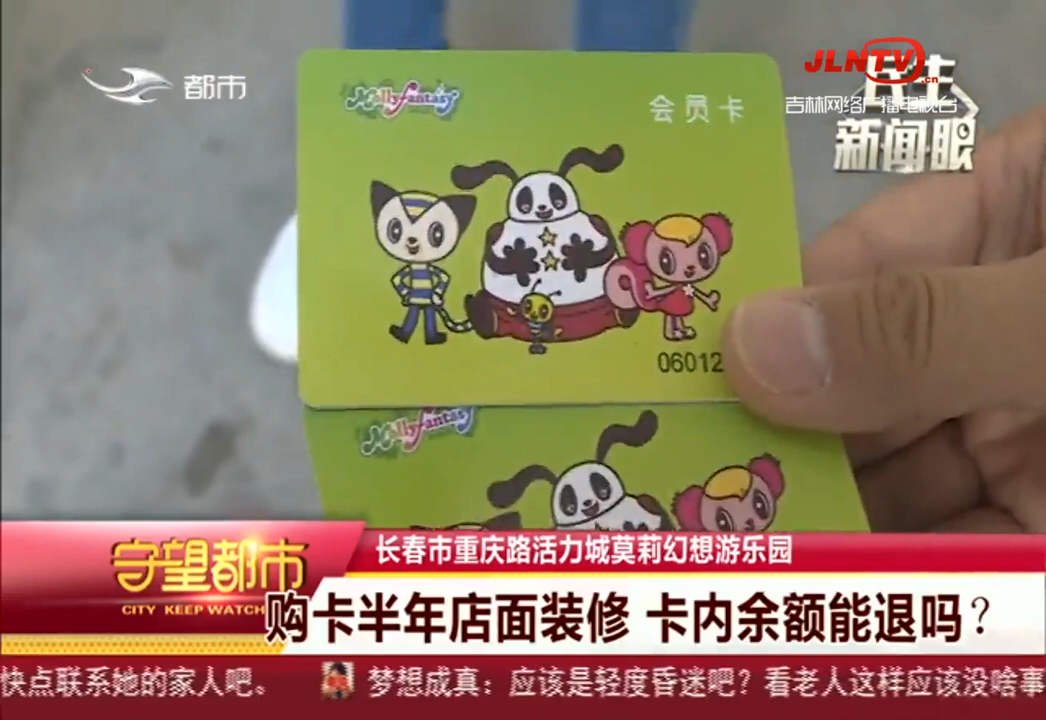 都市
JLNTV.cn
吉林网络广播电视台
民生
新闻眼
Mollyfantasy
会员卡
06012
Mollyfantasy
长春市重庆路活力城莫莉幻想游乐园
守望都市
CITY KEEP WATCH
购卡半年店面装修 卡内余额能退吗?
快点联系她的家人吧。 梦想成真:应该是轻度昏迷吧?看老人这样应该没啥事